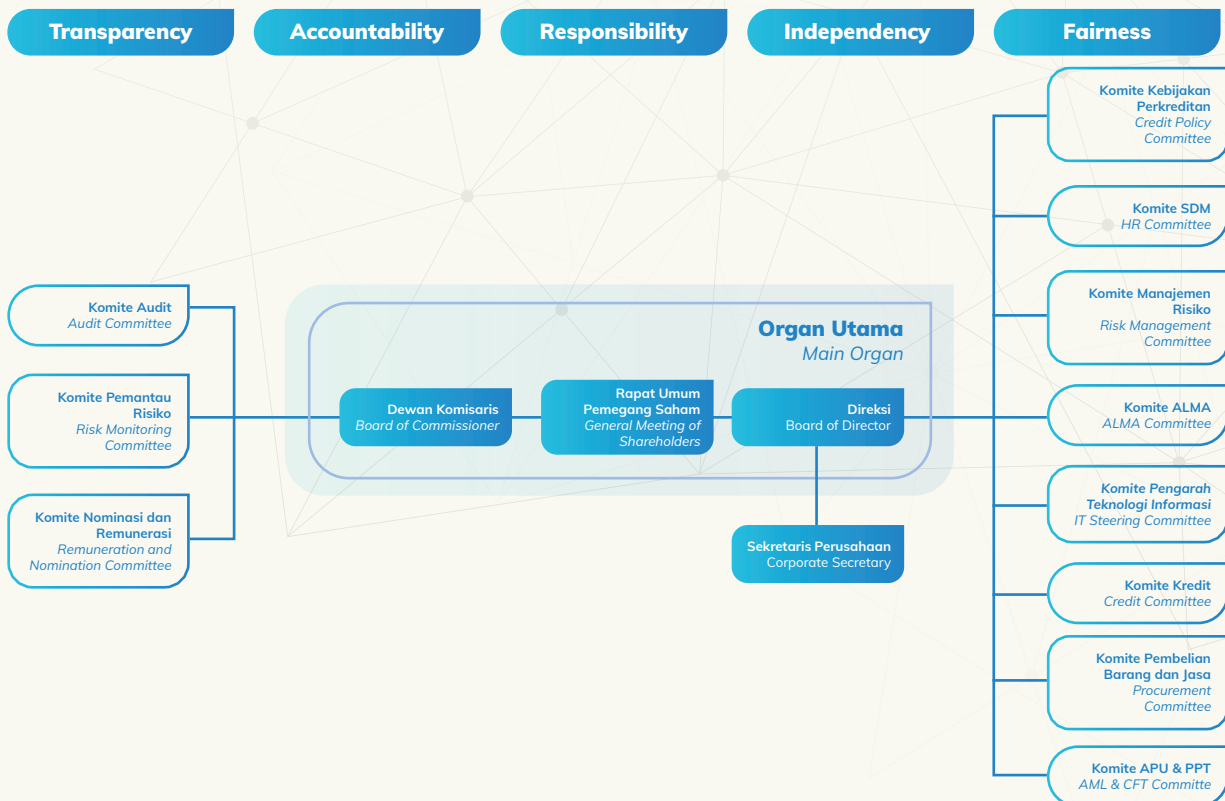 Transparency
Accountability
Responsibility
Independency
Fairness
Komite Audit
Audit Committee
Komite Pemantau
Risiko
Risk Monitoring
Committee
Komite Nominasi dan
Remunerasi
Remuneration and
Nomination Committee
Organ Utama
Main Organ
Dewan Komisaris
Board of Commissioner
Rapat Umum
Pemegang Saham
General Meeting of
Shareholders
Direksi
Board of Director
Sekretaris Perusahaan
Corporate Secretary
Komite Kebijakan
Perkreditan
Credit Policy
Committee
Komite SDM
HR Committee
Komite Manajemen
Risiko
Risk Management
Committee
Komite ALMA
ALMA Committee
Komite Pengarah
Teknologi Informasi
IT Steering Committee
Komite Kredit
Credit Committee
Komite Pembelian
Barang dan Jasa
Procurement
Committee
Komite APU & PPT
AML & CFT Committe